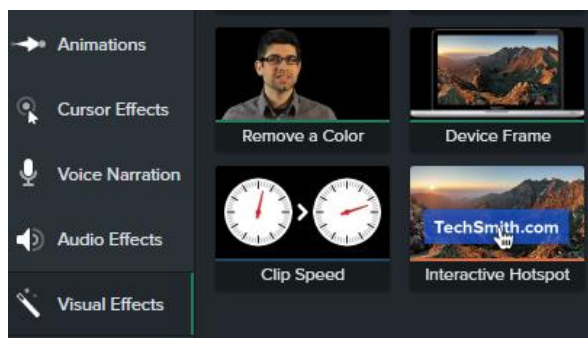 Animations
Cursor Effects
Voice Narration
Audio Effects
Visual Effects
Remove a Color
Device Frame
TechSmith.com
Clip Speed
Interactive Hotspot